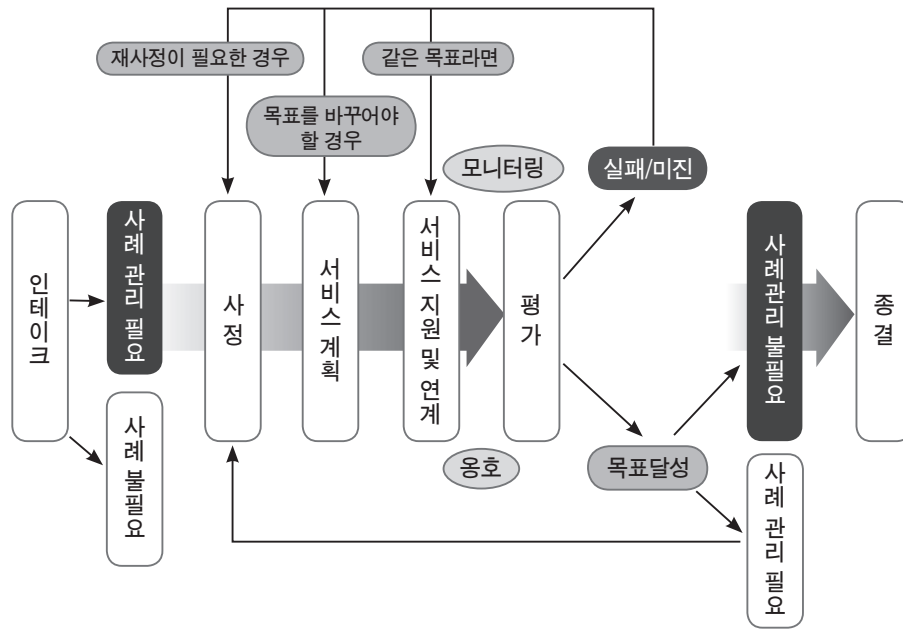 재사정이 필요한 경우
같은 목표라면
목표를 바꾸어야
할 경우
모니터링
실패/미진
인테이크
사례 관리 필요
사례 불필요
사정
서비스 계획
서비스 지원 및 연계
평가
사례관리 불필요
종결
옹호
목표달성
사례 관리 필요